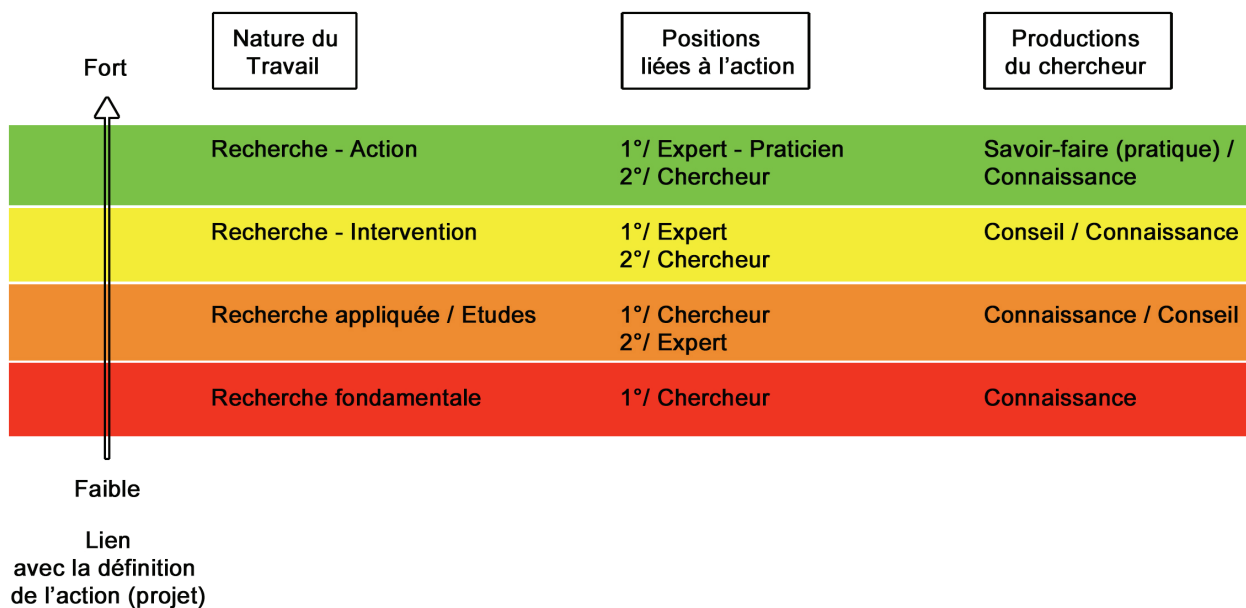 Nature du
Travail
Positions
liées à l'action
Productions
du chercheur
Fort
Recherche - Action
1°/ Expert - Praticien
2°/ Chercheur
Savoir-faire (pratique) /
Connaissance
Recherche - Intervention
1°/ Expert
2°/ Chercheur
Conseil / Connaissance
Recherche appliquée / Etudes
1°/ Chercheur
2°/ Expert
Connaissance / Conseil
Recherche fondamentale
1°/ Chercheur
Connaissance
Faible
Lien
avec la définition
de l'action (projet)